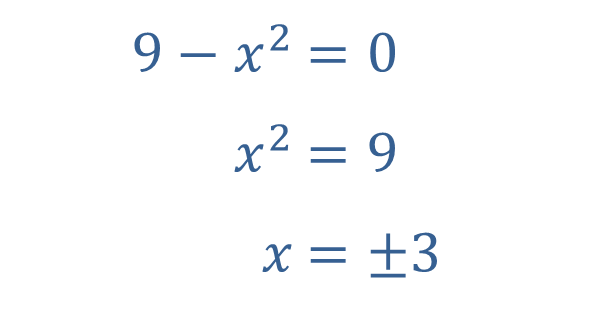 9 − x² = 0
x² = 9
x = ±3